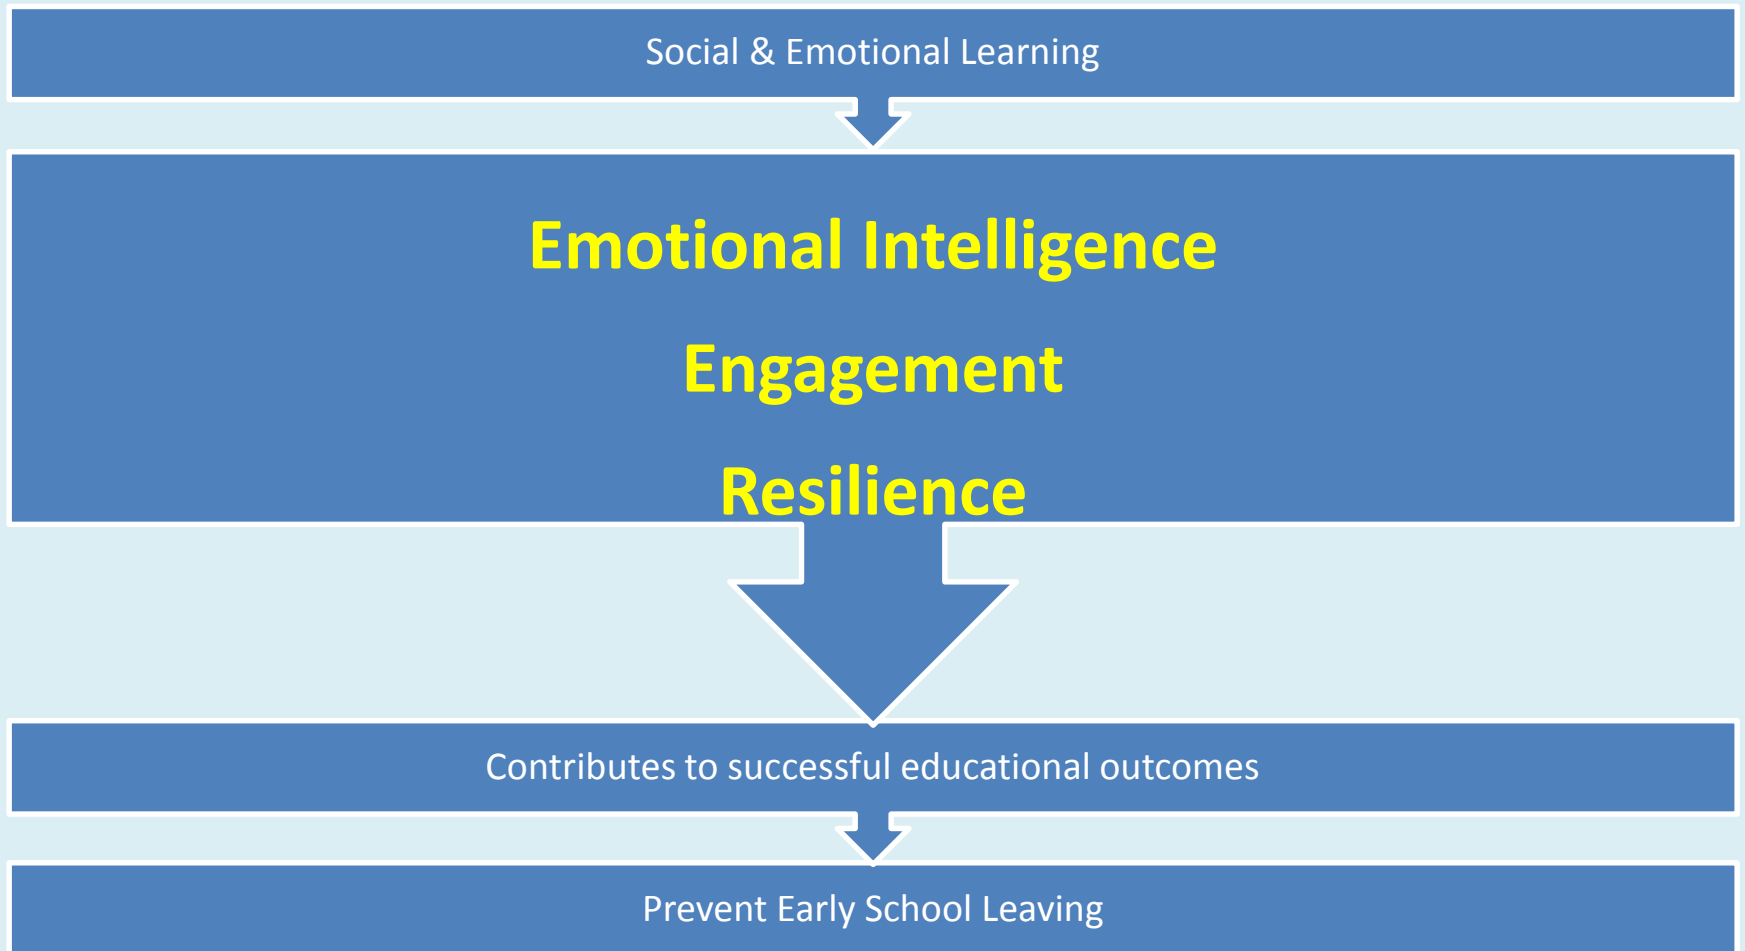 Social & Emotional Learning
Emotional Intelligence
Engagement
Resilience
Contributes to successful educational outcomes
Prevent Early School Leaving